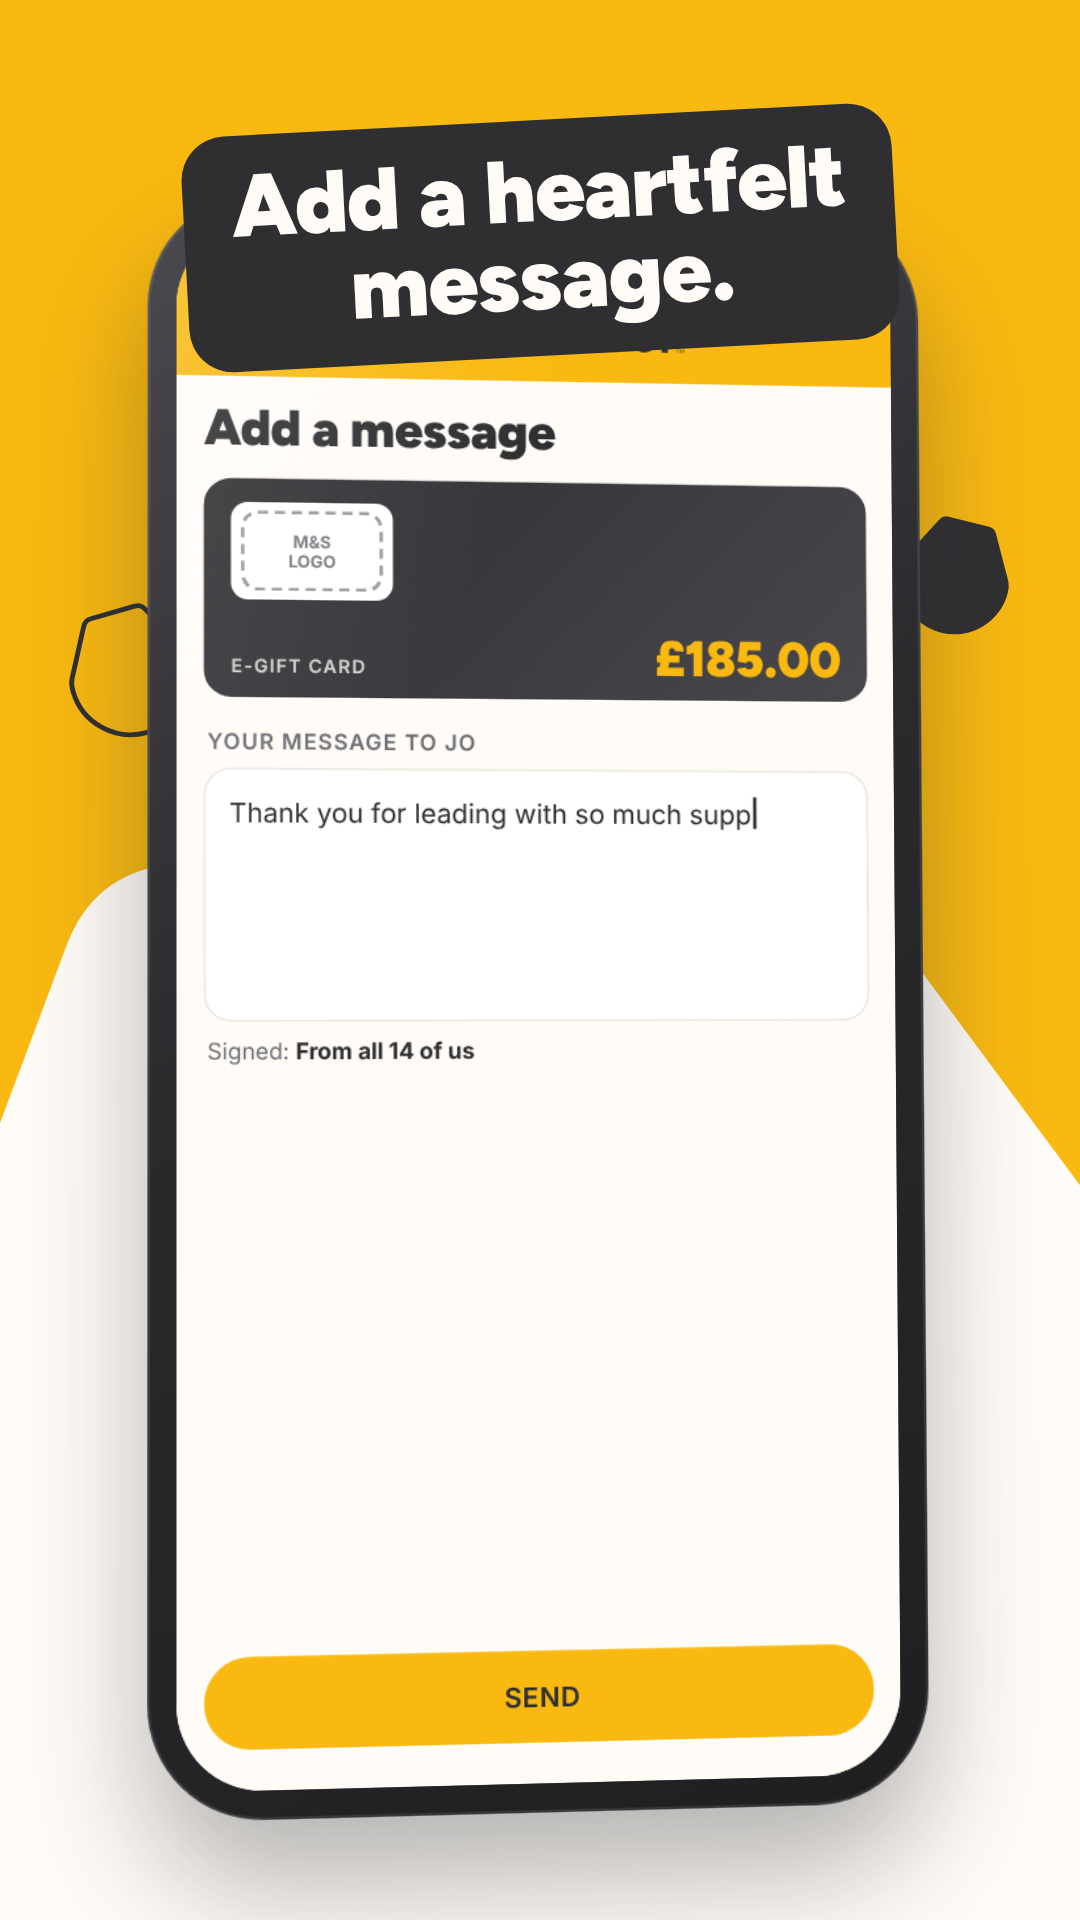 Add a heartfelt
message.
Add a message
M&S
LOGO
E-GIFT CARD
£185.00
YOUR MESSAGE TO JO
Thank you for leading with so much supp
Signed: From all 14 of us
SEND